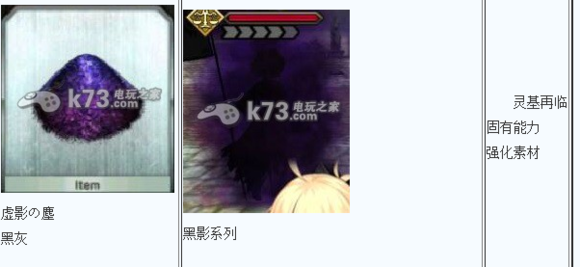 k73.com
电玩之家
Item
虚影の塵
黑灰
k73.com
电玩之家
黑影系列
灵基再临
固有能力
强化素材